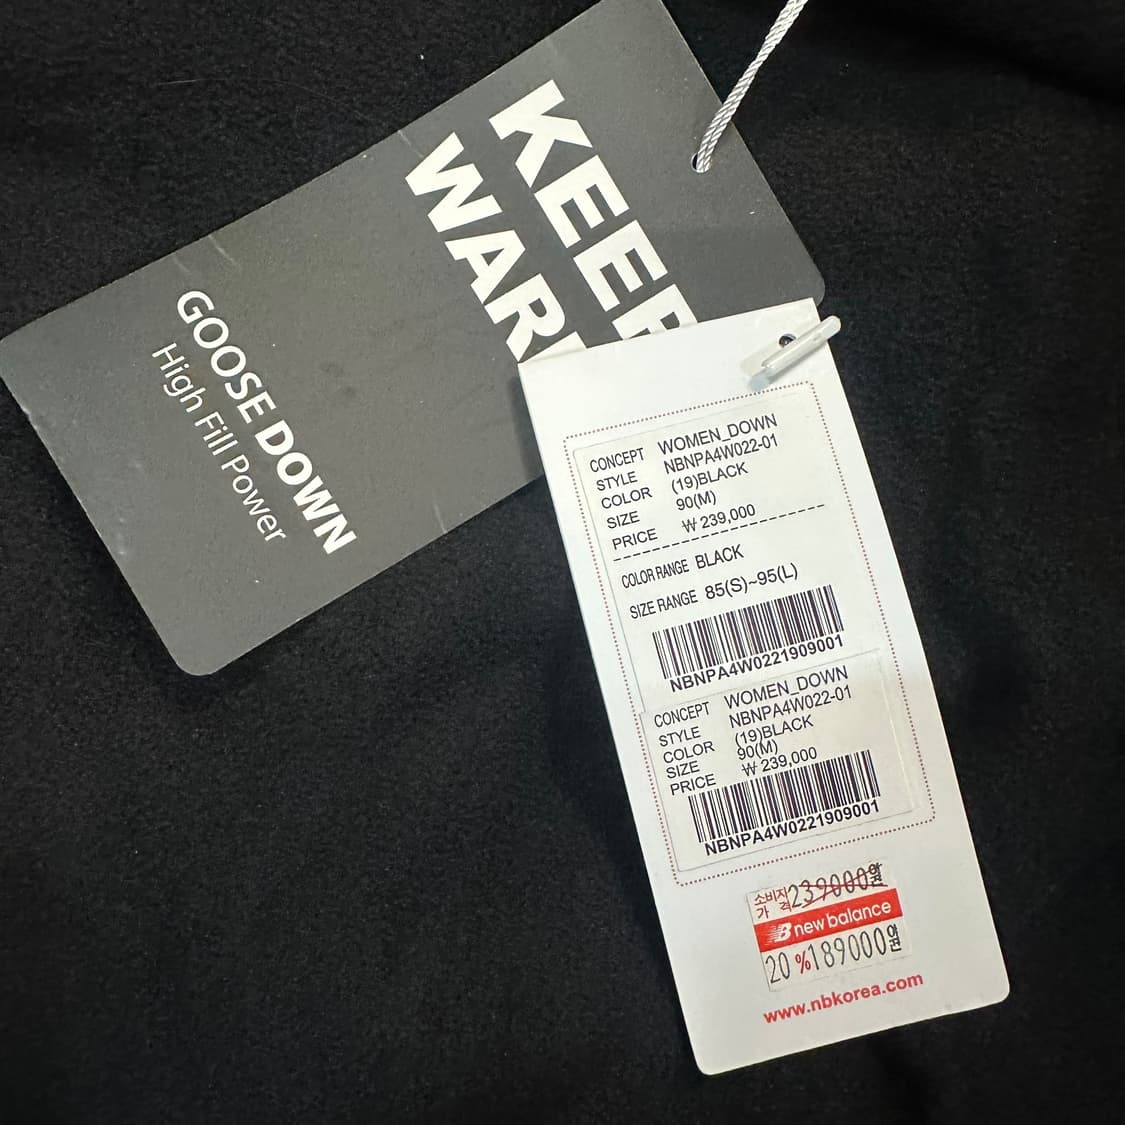 KEEP
WAR
GOOSE DOWN
High Fill Power
CONCEPT WOMEN_DOWN
STYLE NBNPA4W022-01
COLOR (19)BLACK
SIZE 90(M)
PRICE ₩ 239,000
COLOR RANGE BLACK
SIZE RANGE 85(S)~95(L)
NBNPA4W0221909001
CONCEPT WOMEN_DOWN
STYLE NBNPA4W022-01
COLOR (19)BLACK
SIZE 90(M)
PRICE ₩ 239,000
NBNPA4W0221909001
소비자
가 격 239000원
new balance
20 %189000원
www.nbkorea.com